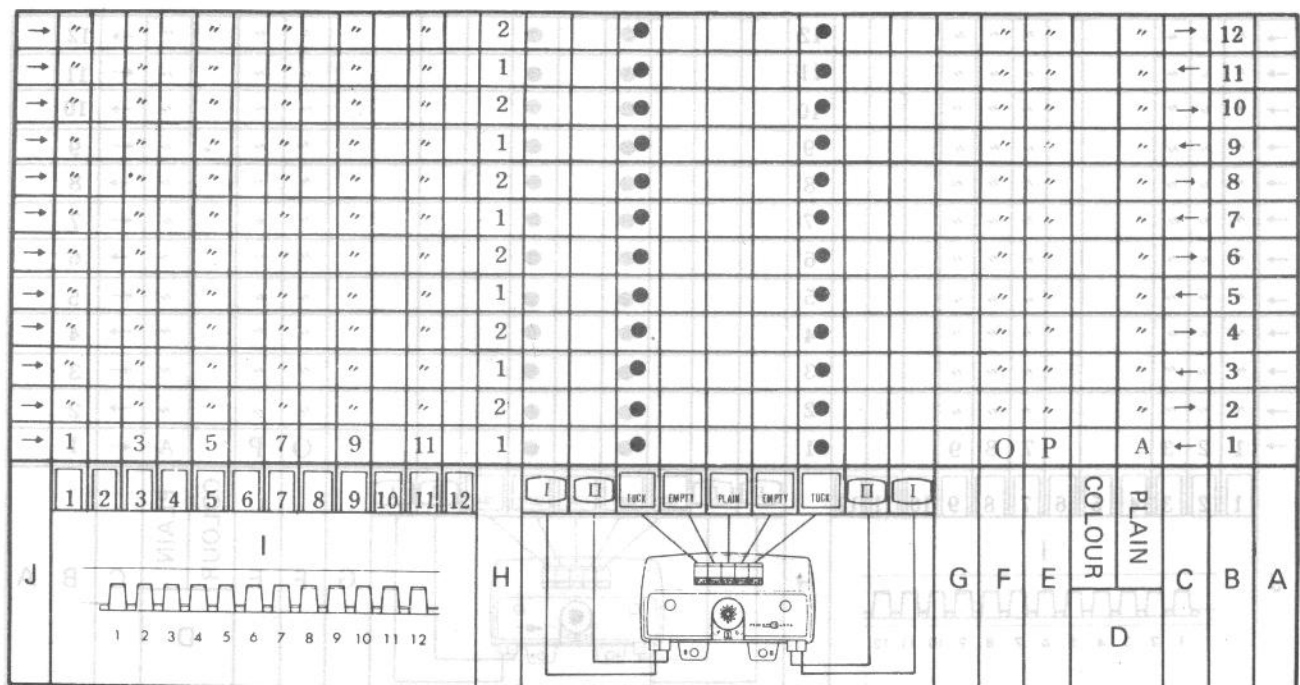 → " " " " " " 2 ● ● " " " → 12
→ " " " " " " 1 ● ● " " " ← 11
→ " " " " " " 2 ● ● " " " → 10
→ " " " " " " 1 ● ● " " " ← 9
→ " " " " " " 2 ● ● " " " → 8
→ " " " " " " 1 ● ● " " " ← 7
→ " " " " " " 2 ● ● " " " → 6
→ " " " " " " 1 ● ● " " " ← 5
→ " " " " " " 2 ● ● " " " → 4
→ " " " " " " 1 ● ● " " " ← 3
→ " " " " " " 2 ● ● " " " → 2
→ 1 3 5 7 9 11 1 ● ● O P A ← 1
1 2 3 4 5 6 7 8 9 10 11 12 I II TUCK EMPTY PLAIN EMPTY TUCK II I
COLOUR PLAIN
J I H G F E D C B A
1 2 3 4 5 6 7 8 9 10 11 12